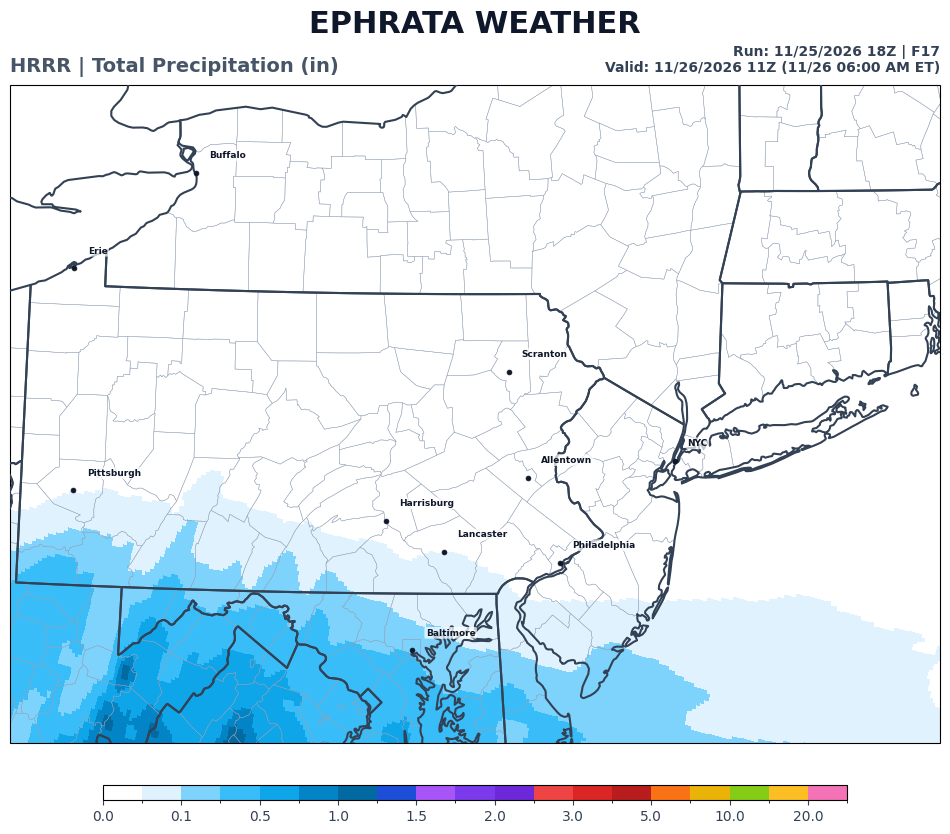 EPHRATA WEATHER
HRRR | Total Precipitation (in)
Run: 11/25/2026 18Z | F17
Valid: 11/26/2026 11Z (11/26 06:00 AM ET)
Buffalo
Erie
Scranton
NYC
Allentown
Pittsburgh
Harrisburg
Lancaster
Philadelphia
Baltimore
0.0 0.1 0.5 1.0 1.5 2.0 3.0 5.0 10.0 20.0